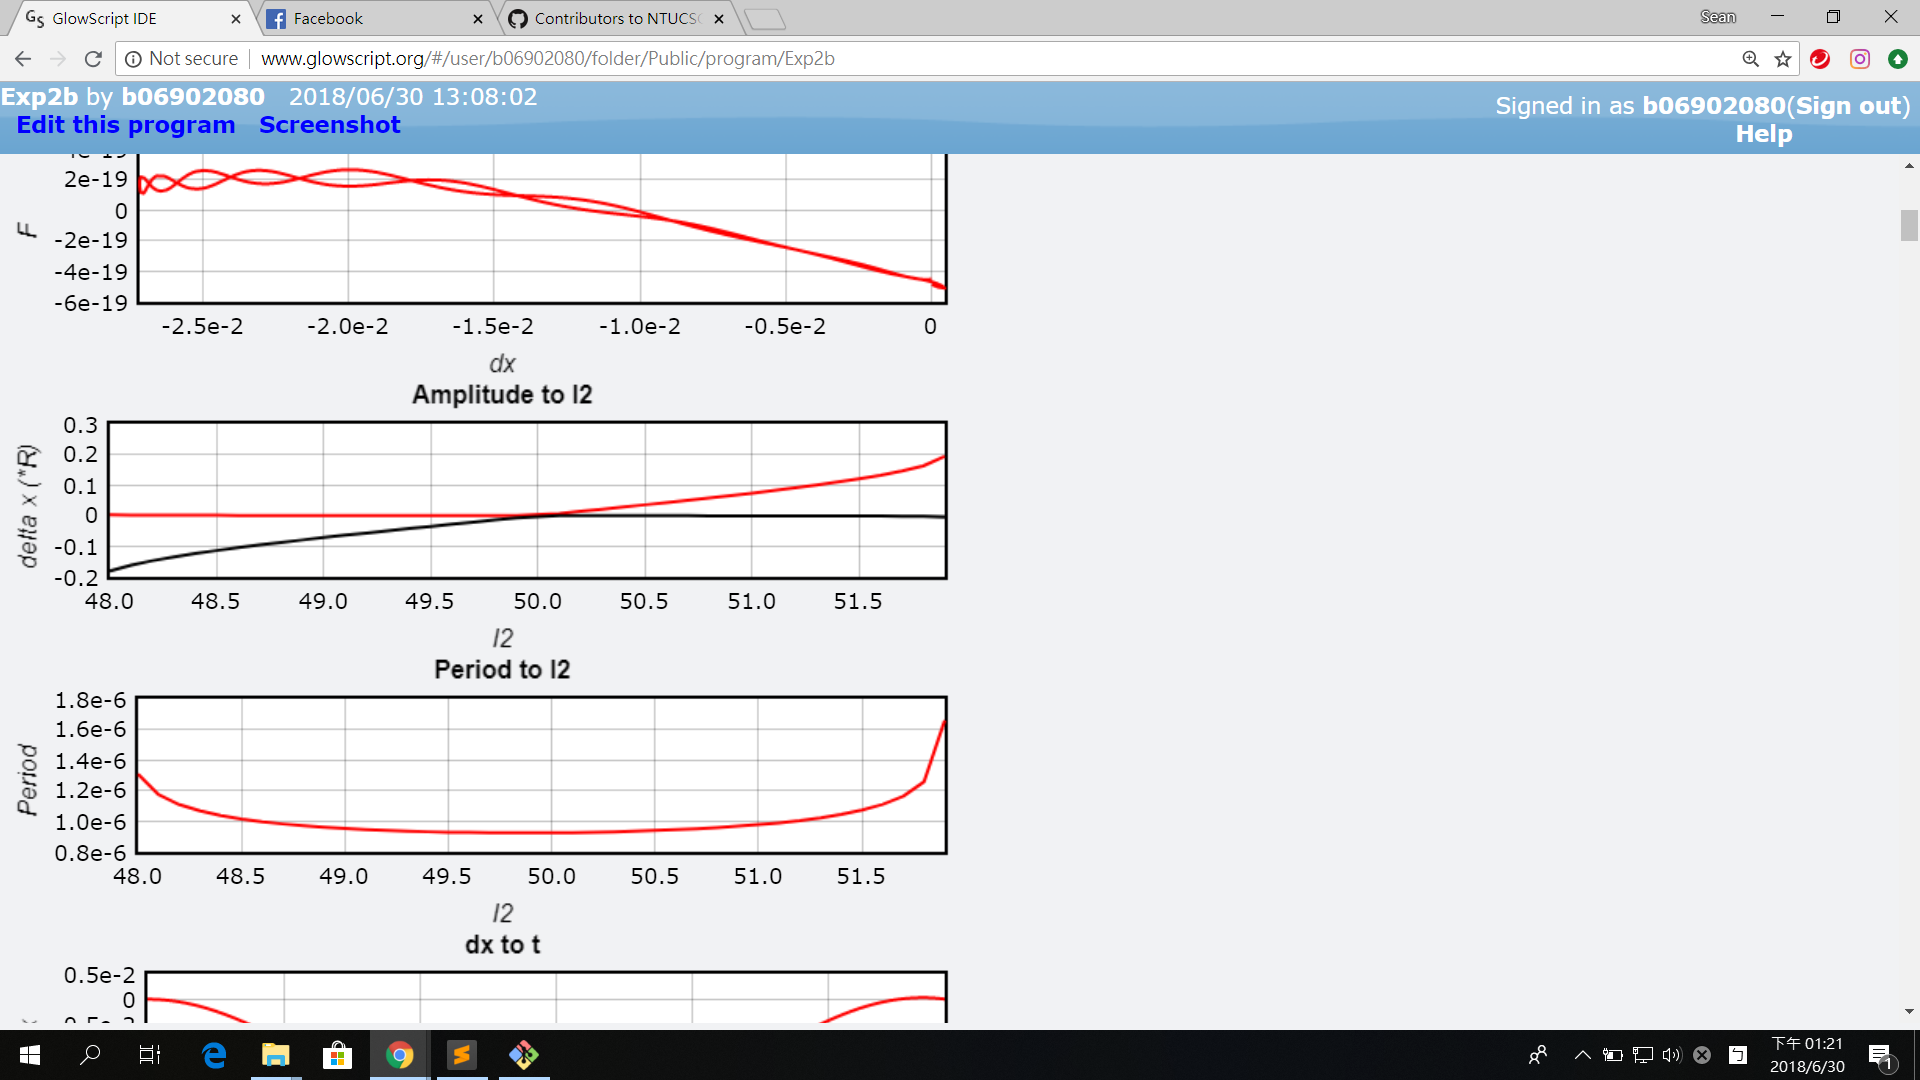 GlowScript IDE
Facebook
Contributors to NTUCS
Sean
Not secure | www.glowscript.org/#/user/b06902080/folder/Public/program/Exp2b
Exp2b by b06902080 2018/06/30 13:08:02
Signed in as b06902080(Sign out)
Edit this program Screenshot
Help
2e-19
0
-2e-19
-4e-19
-6e-19
F
-2.5e-2 -2.0e-2 -1.5e-2 -1.0e-2 -0.5e-2 0
dx
Amplitude to I2
0.3
0.2
0.1
0
-0.1
-0.2
delta x (*R)
48.0 48.5 49.0 49.5 50.0 50.5 51.0 51.5
I2
Period to I2
1.8e-6
1.6e-6
1.4e-6
1.2e-6
1.0e-6
0.8e-6
Period
48.0 48.5 49.0 49.5 50.0 50.5 51.0 51.5
I2
dx to t
0.5e-2
0
下午 01:21
2018/6/30
1